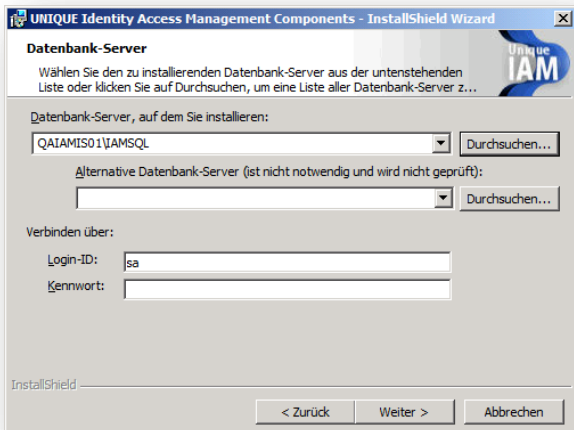 UNIQUE Identity Access Management Components - InstallShield Wizard
Datenbank-Server
Wählen Sie den zu installierenden Datenbank-Server aus der untenstehenden
Liste oder klicken Sie auf Durchsuchen, um eine Liste aller Datenbank-Server z...
Unique
IAM
Datenbank-Server, auf dem Sie installieren:
QAIAMIS01\IAMSQL
Durchsuchen...
Alternative Datenbank-Server (ist nicht notwendig und wird nicht geprüft):
Durchsuchen...
Verbinden über:
Login-ID:
sa
Kennwort:
InstallShield
< Zurück
Weiter >
Abbrechen